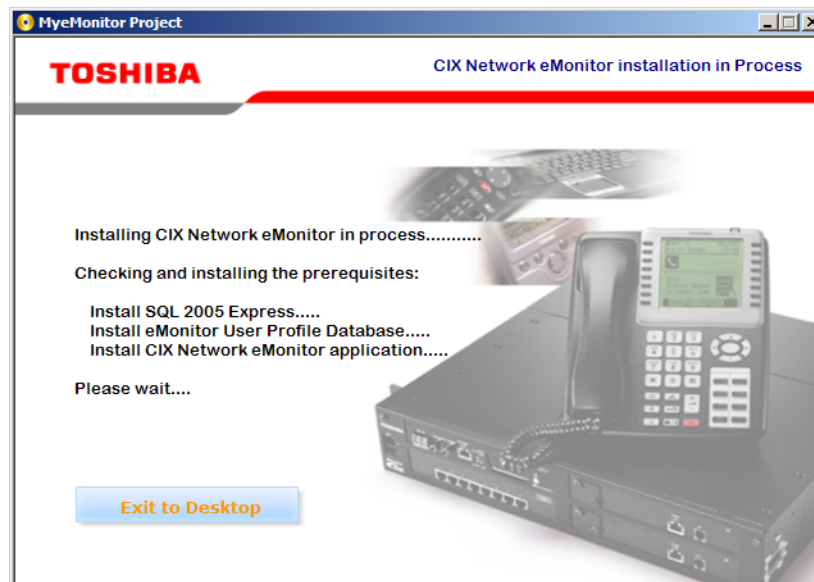 MyeMonitor Project
TOSHIBA
CIX Network eMonitor installation in Process
Installing CIX Network eMonitor in process...........
Checking and installing the prerequisites:
Install SQL 2005 Express.....
Install eMonitor User Profile Database.....
Install CIX Network eMonitor application.....
Please wait....
Exit to Desktop